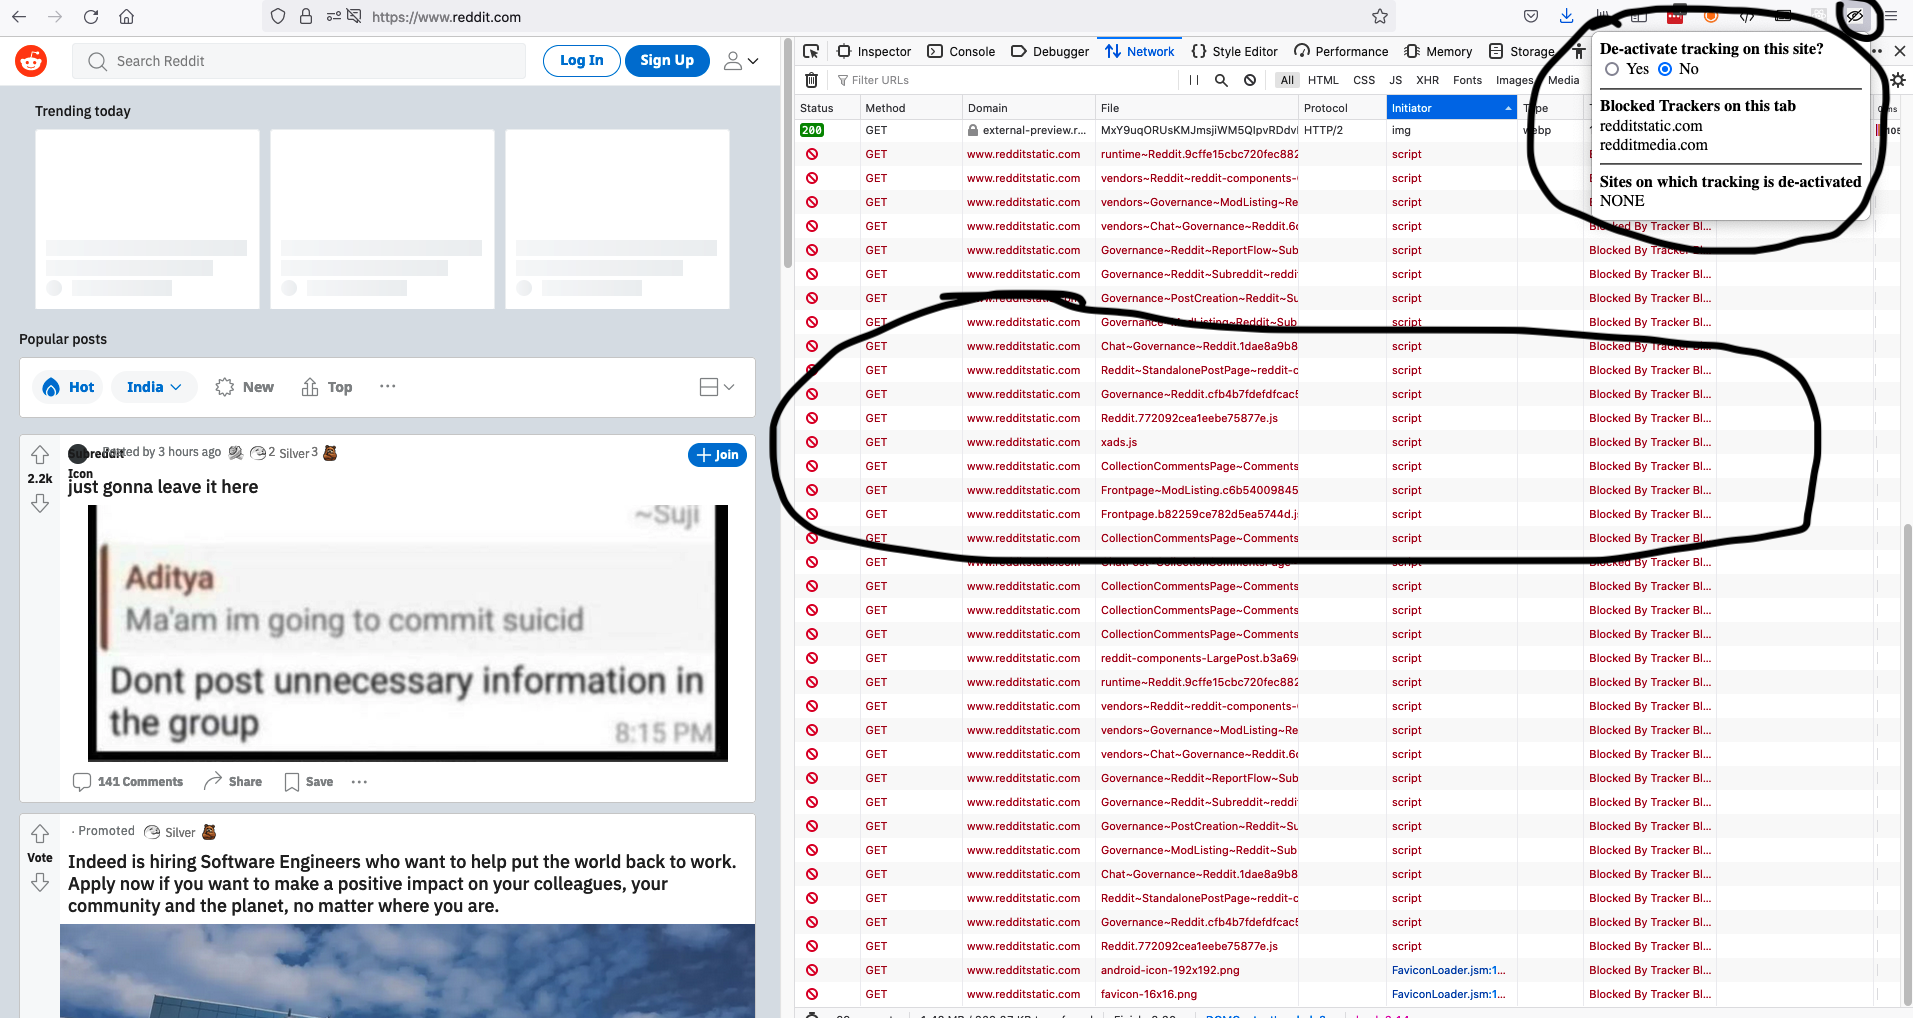 https://www.reddit.com
Search Reddit
Log In
Sign Up
Trending today
Popular posts
Hot
India
New
Top
Posted by 3 hours ago
2
Silver
3
Subreddit
Icon
Join
2.2k
just gonna leave it here
~Suji
Aditya
Ma'am im going to commit suicid
Dont post unnecessary information in
the group
8:15 PM
141 Comments
Share
Save
· Promoted
Silver
Vote
Indeed is hiring Software Engineers who want to help put the world back to work.
Apply now if you want to make a positive impact on your colleagues, your
community and the planet, no matter where you are.
Inspector
Console
Debugger
Network
Style Editor
Performance
Memory
Storage
Filter URLs
All
HTML
CSS
JS
XHR
Fonts
Images
Media
Status Method Domain File Protocol Initiator
200 GET external-preview.r... MxY9uqORUsKMJmsjiWM5QIpvRDdvl HTTP/2 img
GET www.redditstatic.com runtime~Reddit.9cffe15cbc720fec882 script
GET www.redditstatic.com vendors~Reddit~reddit-components- script
GET www.redditstatic.com vendors~Governance~ModListing~Re script
GET www.redditstatic.com vendors~Chat~Governance~Reddit.6c script Blocked By Tracker Bl...
GET www.redditstatic.com Governance~Reddit~ReportFlow~Sub script Blocked By Tracker Bl...
GET www.redditstatic.com Governance~Reddit~Subreddit~reddi script Blocked By Tracker Bl...
GET www.redditstatic.com Governance~PostCreation~Reddit~Su script Blocked By Tracker Bl...
GET www.redditstatic.com Governance~ModListing~Reddit~Sub script Blocked By Tracker Bl...
GET www.redditstatic.com Chat~Governance~Reddit.1dae8a9b8 script Blocked By Tracker Bl...
GET www.redditstatic.com Reddit~StandalonePostPage~reddit-c script Blocked By Tracker Bl...
GET www.redditstatic.com Governance~Reddit.cfb4b7fdefdfcac5 script Blocked By Tracker Bl...
GET www.redditstatic.com Reddit.772092cea1eebe75877e.js script Blocked By Tracker Bl...
GET www.redditstatic.com xads.js script Blocked By Tracker Bl...
GET www.redditstatic.com CollectionCommentsPage~Comments script Blocked By Tracker Bl...
GET www.redditstatic.com Frontpage~ModListing.c6b54009845 script Blocked By Tracker Bl...
GET www.redditstatic.com Frontpage.b82259ce782d5ea5744d.j script Blocked By Tracker Bl...
GET www.redditstatic.com CollectionCommentsPage~Comments script Blocked By Tracker Bl...
GET www.redditstatic.com ChatPost~CollectionCommentsPage~ script Blocked By Tracker Bl...
GET www.redditstatic.com CollectionCommentsPage~Comments script Blocked By Tracker Bl...
GET www.redditstatic.com CollectionCommentsPage~Comments script Blocked By Tracker Bl...
GET www.redditstatic.com CollectionCommentsPage~Comments script Blocked By Tracker Bl...
GET www.redditstatic.com reddit-components-LargePost.b3a69 script Blocked By Tracker Bl...
GET www.redditstatic.com runtime~Reddit.9cffe15cbc720fec882 script Blocked By Tracker Bl...
GET www.redditstatic.com vendors~Reddit~reddit-components- script Blocked By Tracker Bl...
GET www.redditstatic.com vendors~Governance~ModListing~Re script Blocked By Tracker Bl...
GET www.redditstatic.com vendors~Chat~Governance~Reddit.6c script Blocked By Tracker Bl...
GET www.redditstatic.com Governance~Reddit~ReportFlow~Sub script Blocked By Tracker Bl...
GET www.redditstatic.com Governance~Reddit~Subreddit~reddi script Blocked By Tracker Bl...
GET www.redditstatic.com Governance~PostCreation~Reddit~Su script Blocked By Tracker Bl...
GET www.redditstatic.com Governance~ModListing~Reddit~Sub script Blocked By Tracker Bl...
GET www.redditstatic.com Chat~Governance~Reddit.1dae8a9b8 script Blocked By Tracker Bl...
GET www.redditstatic.com Reddit~StandalonePostPage~reddit-c script Blocked By Tracker Bl...
GET www.redditstatic.com Governance~Reddit.cfb4b7fdefdfcac5 script Blocked By Tracker Bl...
GET www.redditstatic.com Reddit.772092cea1eebe75877e.js script Blocked By Tracker Bl...
GET www.redditstatic.com android-icon-192x192.png FaviconLoader.jsm:1... Blocked By Tracker Bl...
GET www.redditstatic.com favicon-16x16.png FaviconLoader.jsm:1... Blocked By Tracker Bl...
De-activate tracking on this site?
Yes No
Blocked Trackers on this tab
redditstatic.com
redditmedia.com
Sites on which tracking is de-activated
NONE